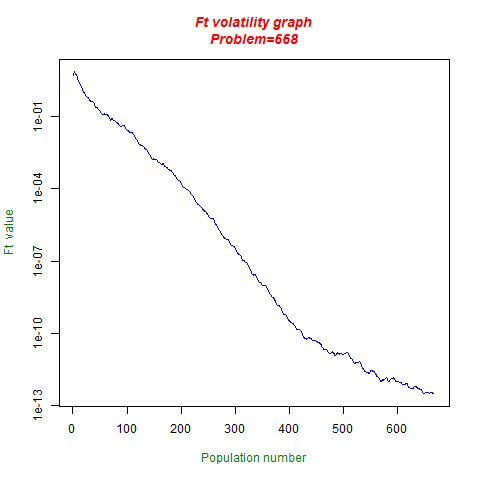 Ft volatility graph
Problem=668
1e-01
1e-04
1e-07
1e-10
1e-13
Ft value
0 100 200 300 400 500 600
Population number